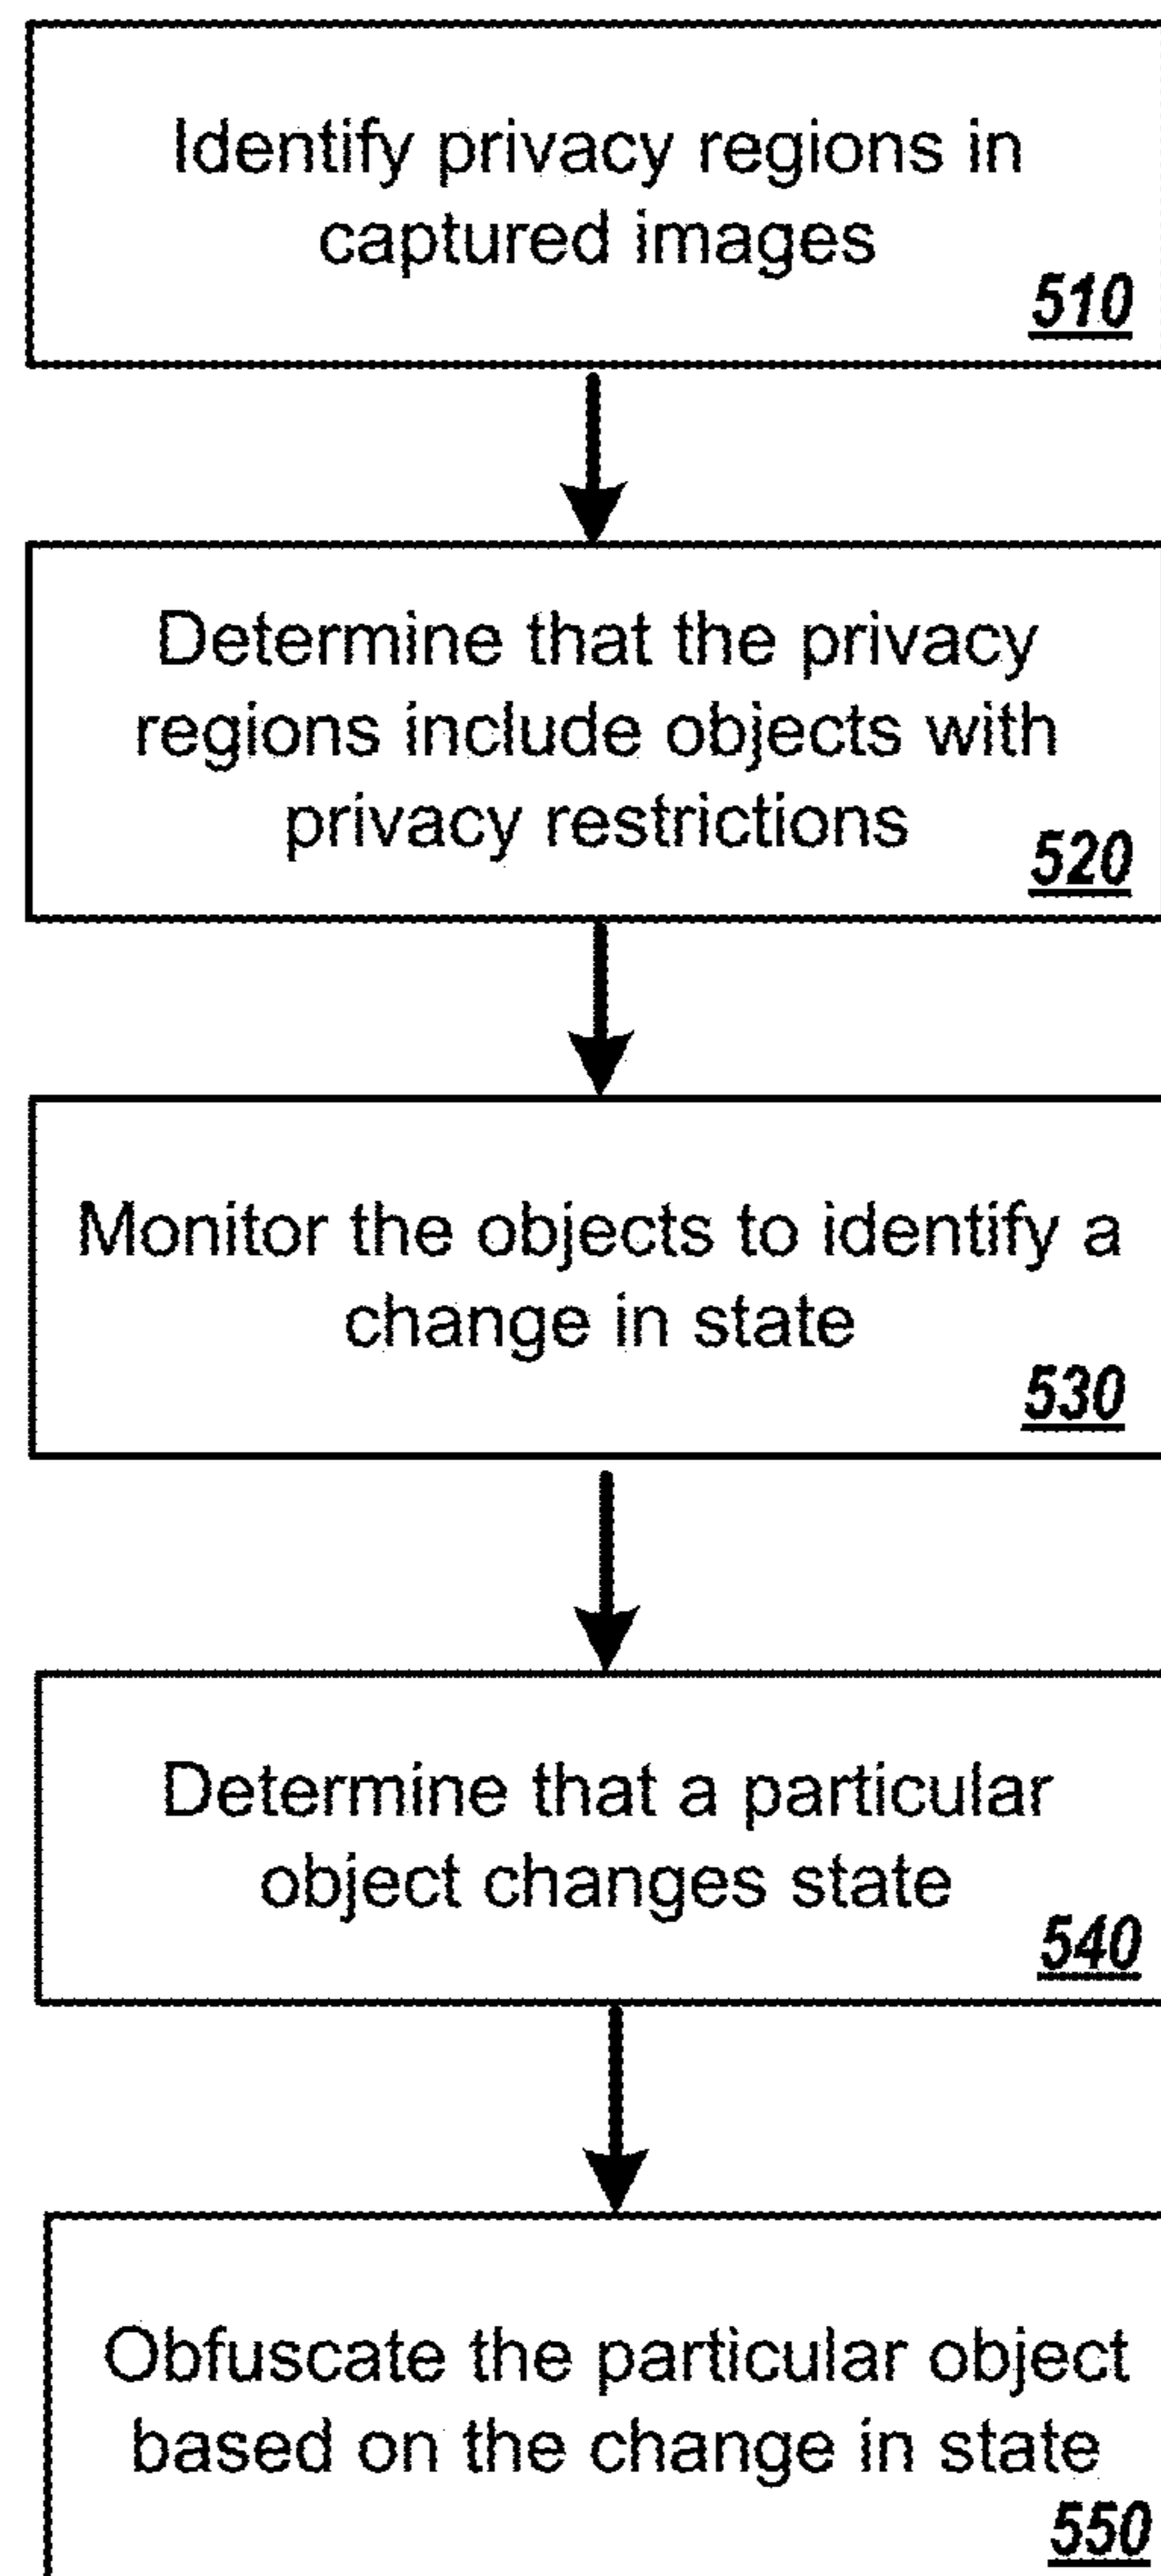 Identify privacy regions in
captured images
510
Determine that the privacy
regions include objects with
privacy restrictions
520
Monitor the objects to identify a
change in state
530
Determine that a particular
object changes state
540
Obfuscate the particular object
based on the change in state
550